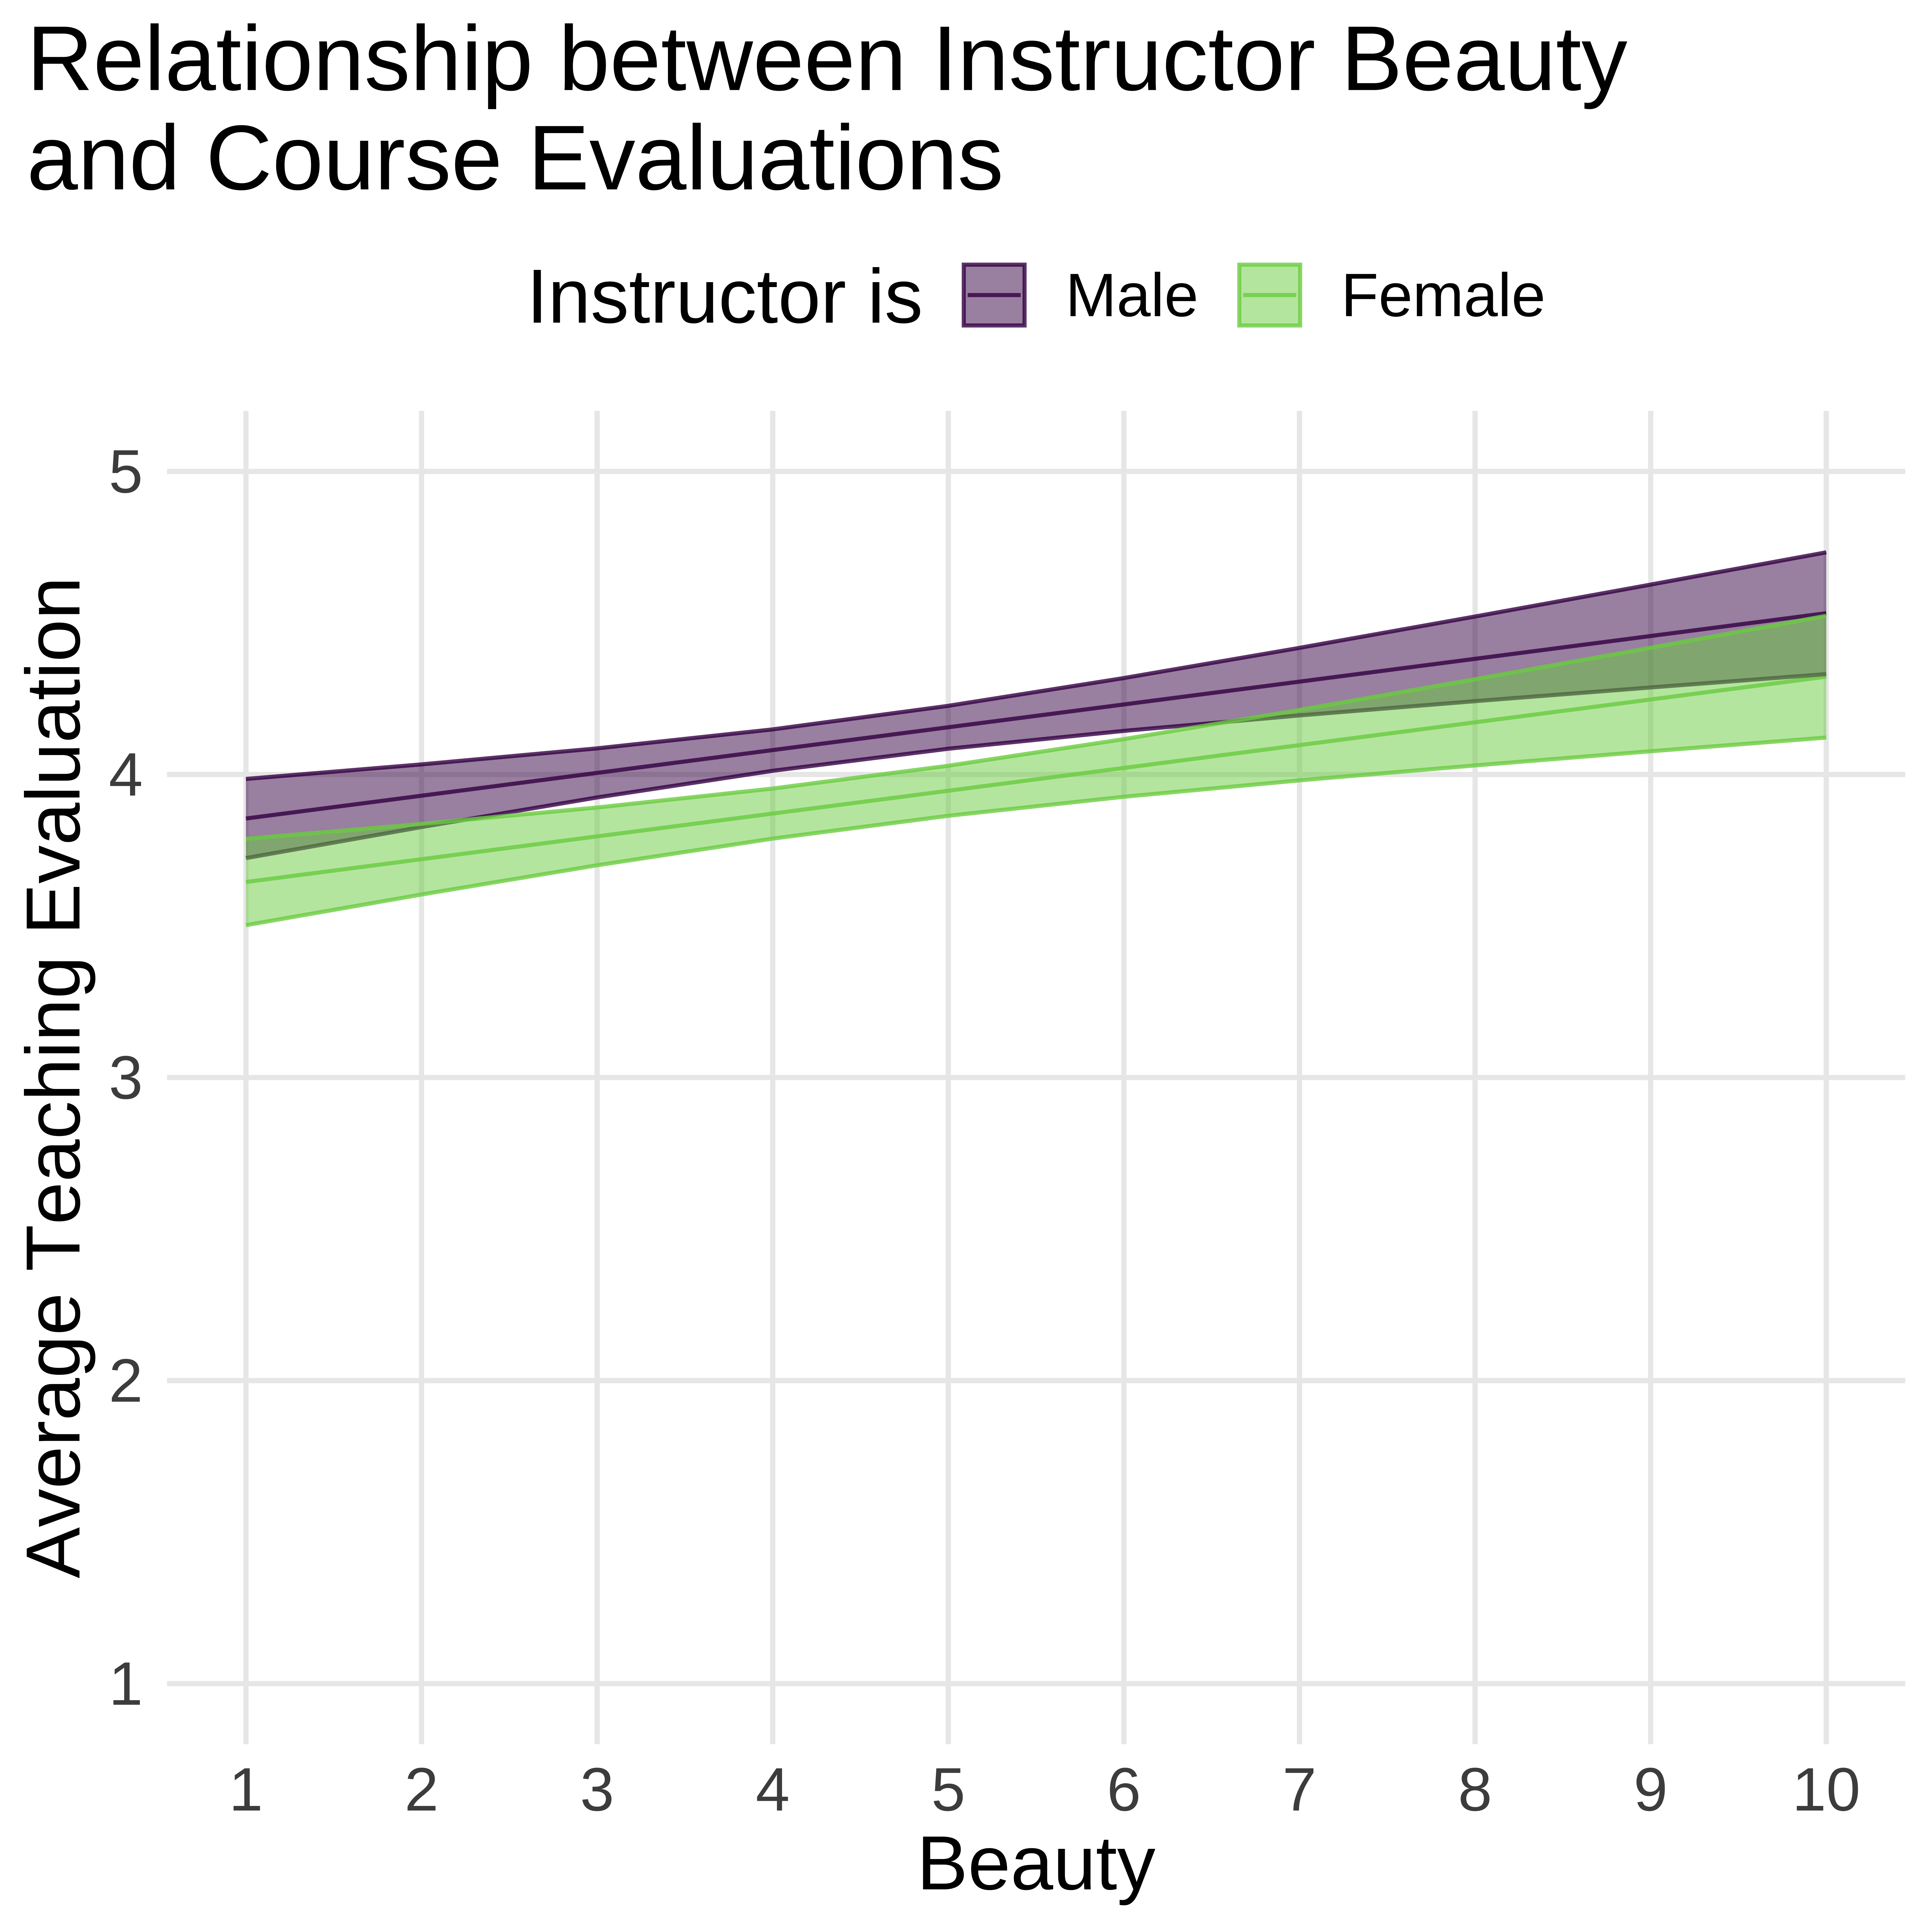 Relationship between Instructor Beauty
and Course Evaluations
Instructor is Male Female
Average Teaching Evaluation
5
4
3
2
1
1 2 3 4 5 6 7 8 9 10
Beauty